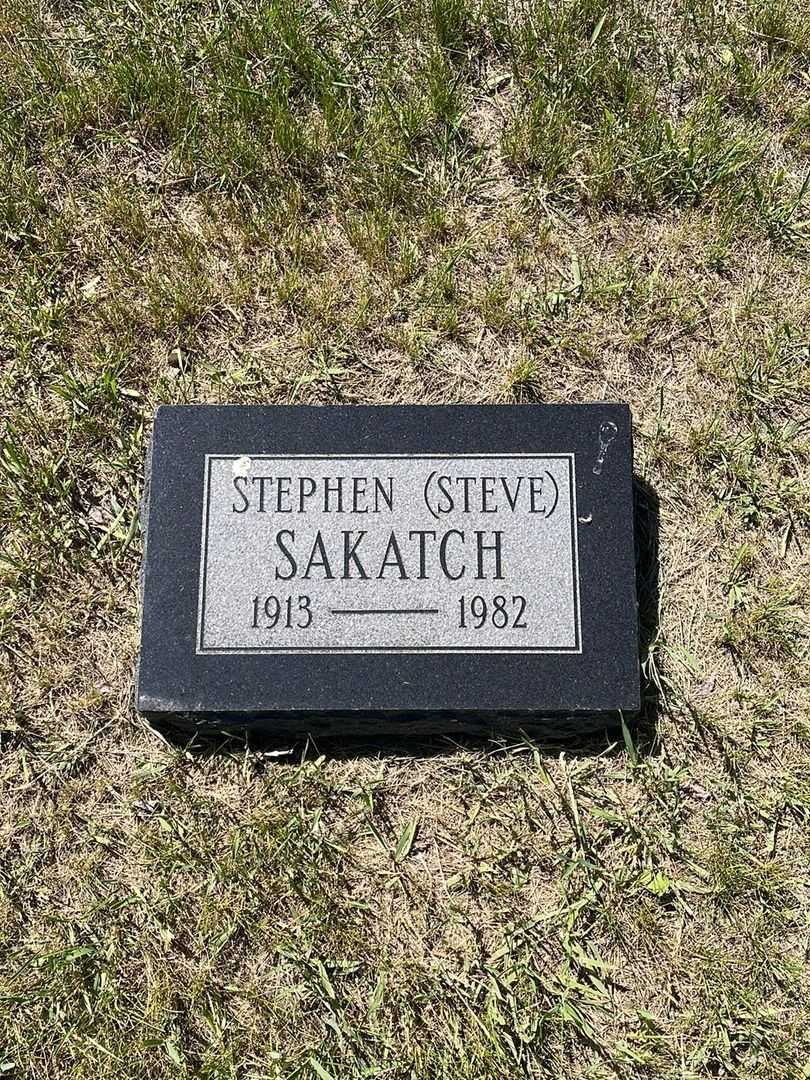 STEPHEN (STEVE)
SAKATCH
1913 — 1982